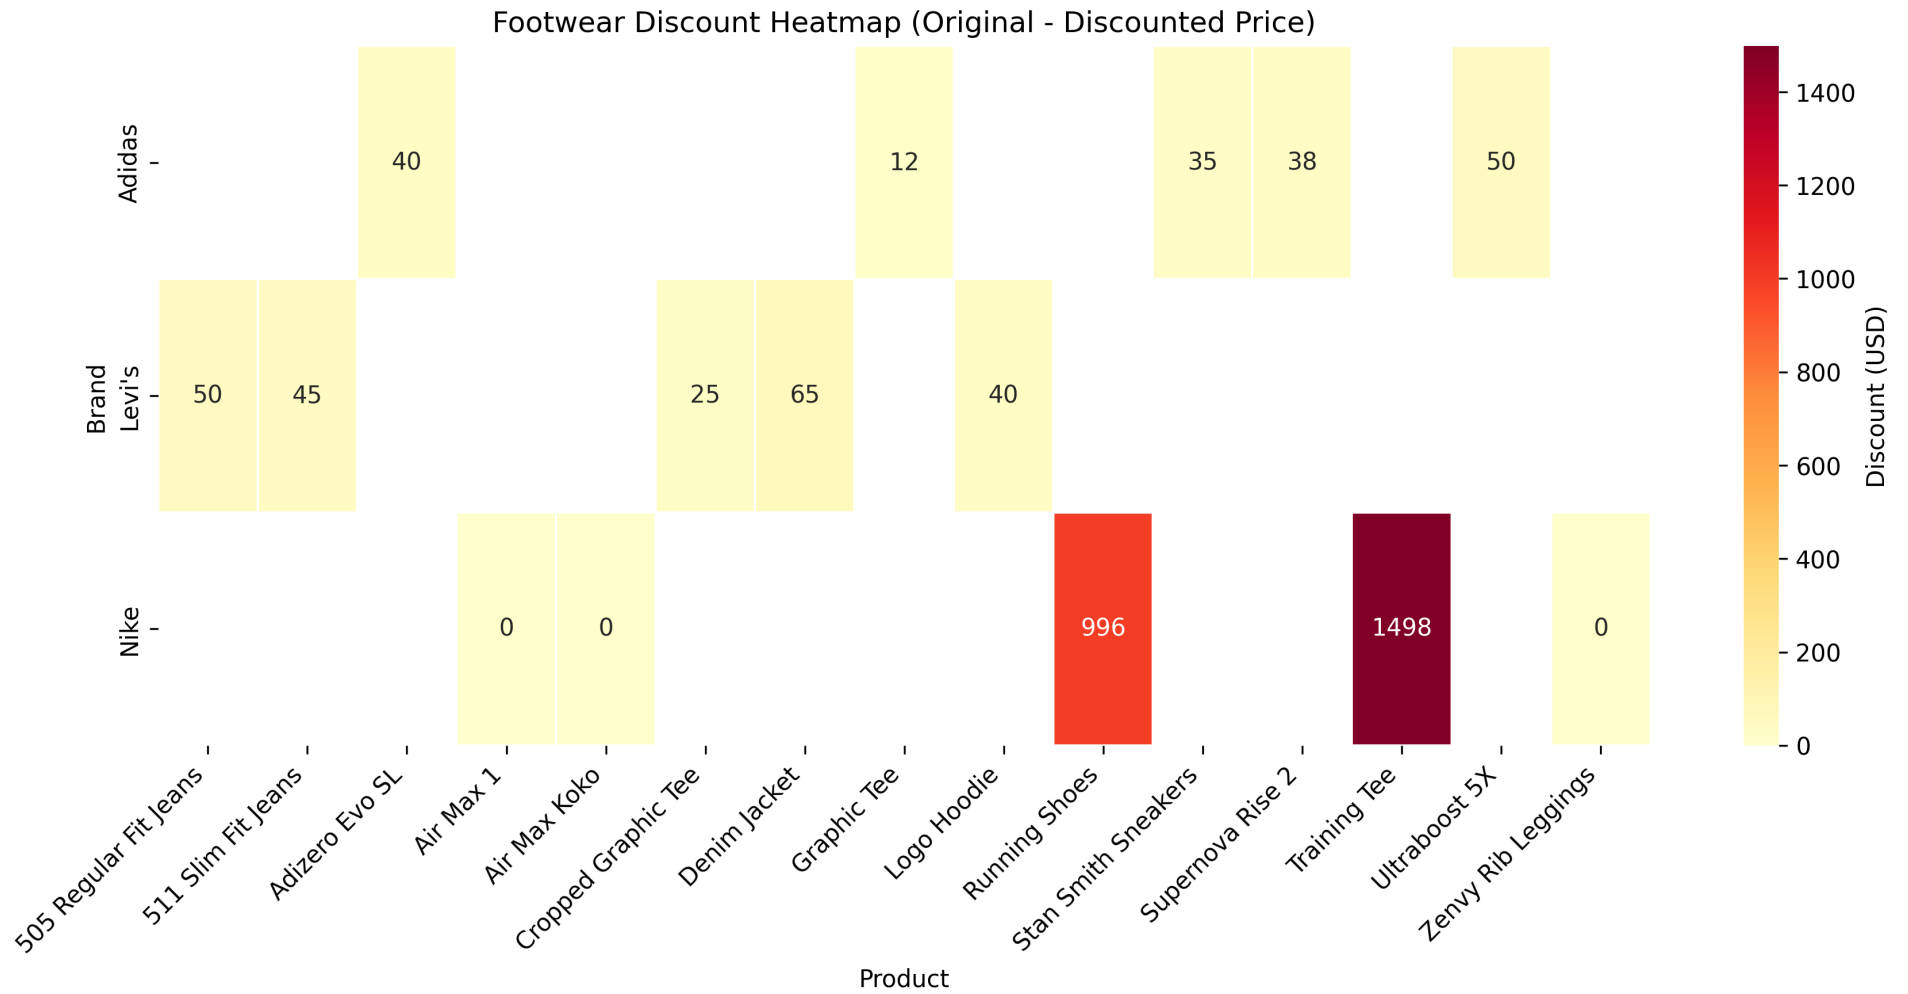 Footwear Discount Heatmap (Original - Discounted Price)
Adidas
40
12
35
38
50
Brand
Levi's
50
45
25
65
40
Nike
0
0
996
1498
0
505 Regular Fit Jeans
511 Slim Fit Jeans
Adizero Evo SL
Air Max 1
Air Max Koko
Cropped Graphic Tee
Denim Jacket
Graphic Tee
Logo Hoodie
Running Shoes
Stan Smith Sneakers
Supernova Rise 2
Training Tee
Ultraboost 5X
Zenvy Rib Leggings
Product
1400
1200
1000
800
600
400
200
0
Discount (USD)